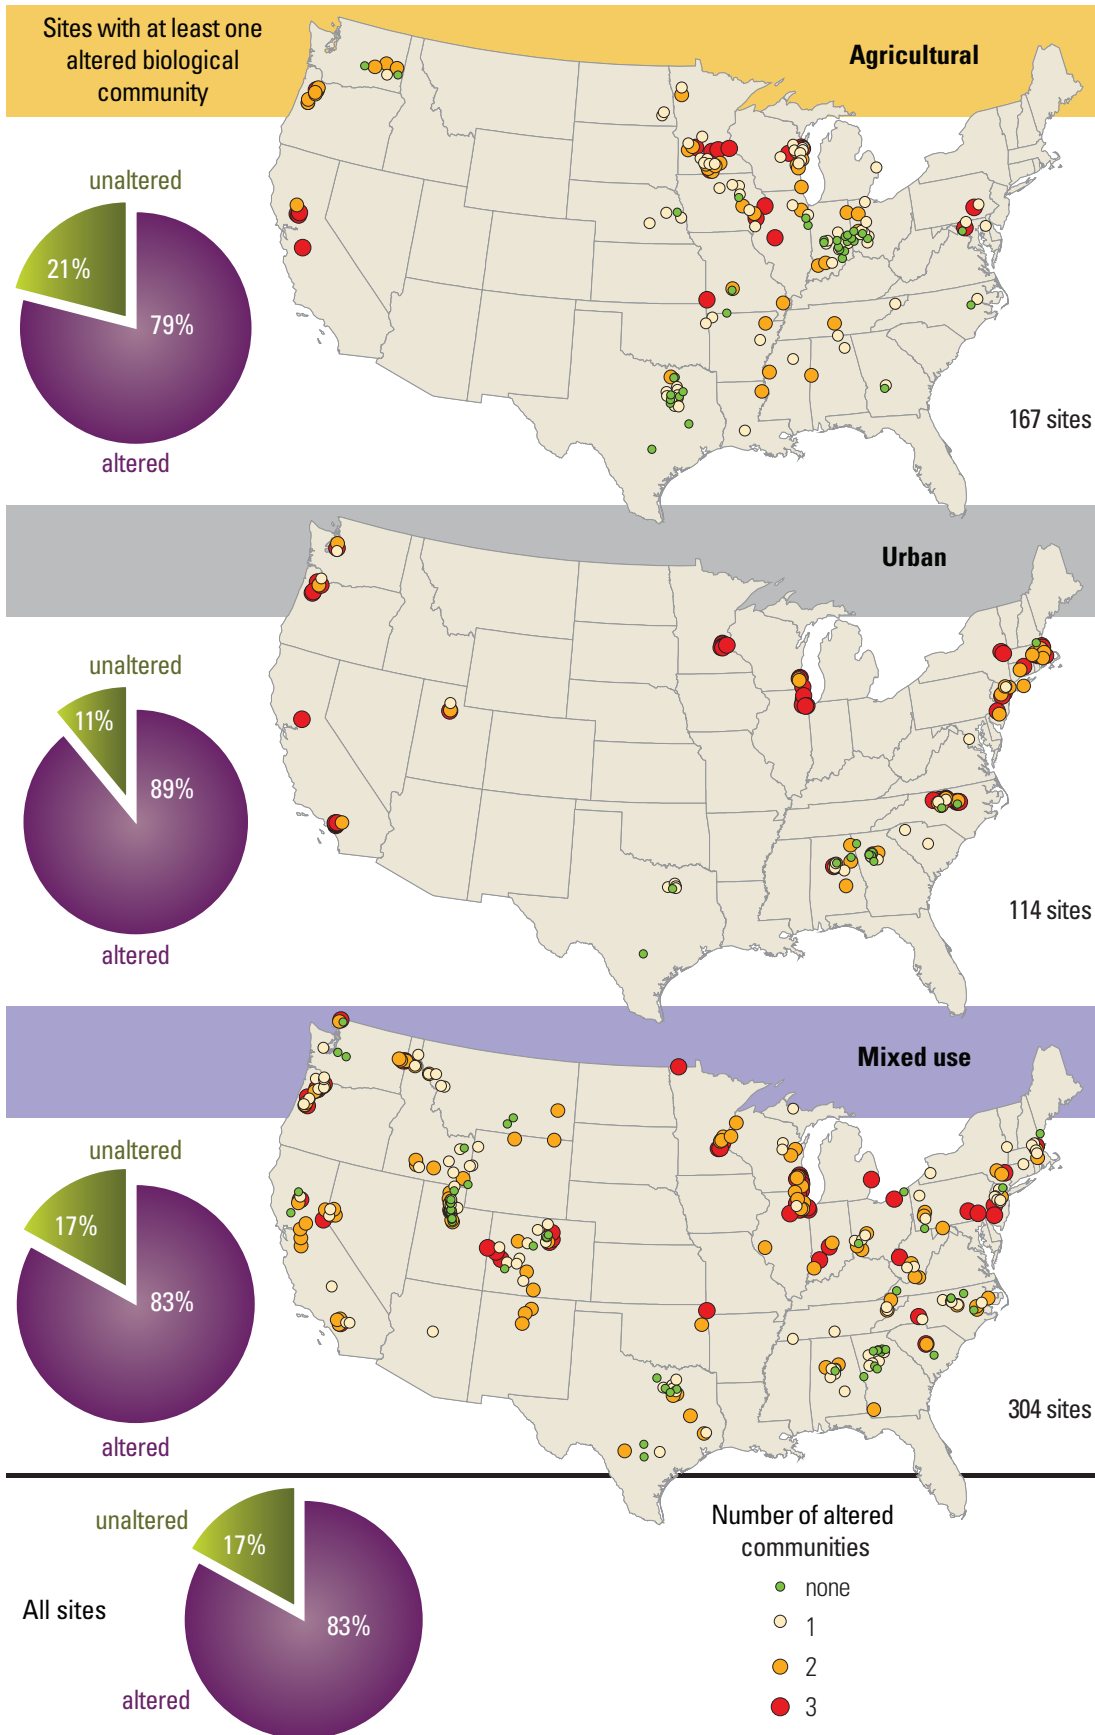 Sites with at least one
altered biological
community
Agricultural
unaltered
21%
79%
altered
167 sites
Urban
unaltered
11%
89%
altered
114 sites
Mixed use
unaltered
17%
83%
altered
304 sites
unaltered
17%
All sites
83%
altered
Number of altered
communities
none
1
2
3